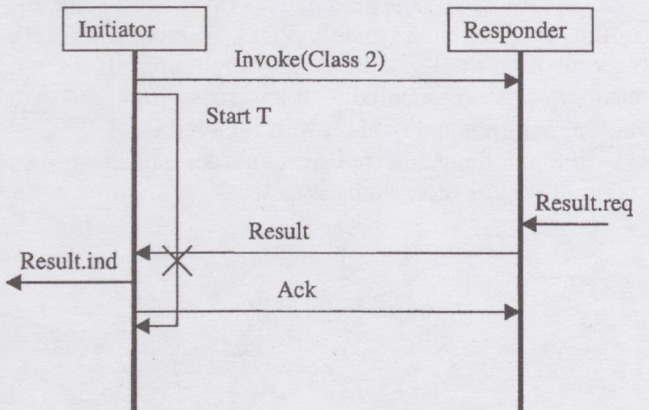 Initiator
Responder
Invoke(Class 2)
Start T
Result.req
Result
Result.ind
Ack